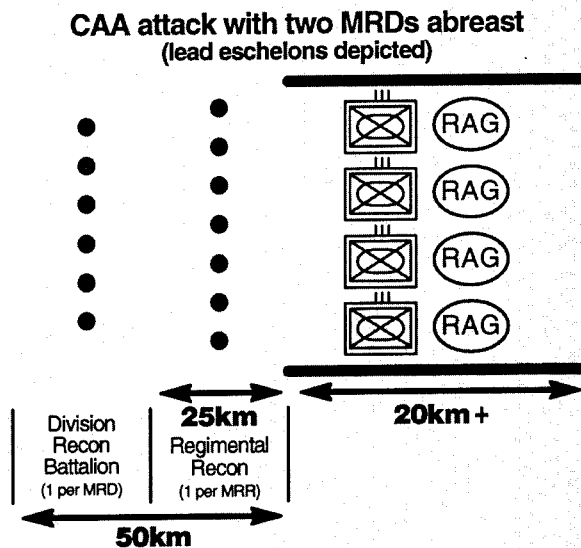 CAA attack with two MRDs abreast
(lead eschelons depicted)
RAG
RAG
RAG
RAG
25km
20km+
Division
Recon
Battalion
(1 per MRD)
Regimental
Recon
(1 per MRR)
50km